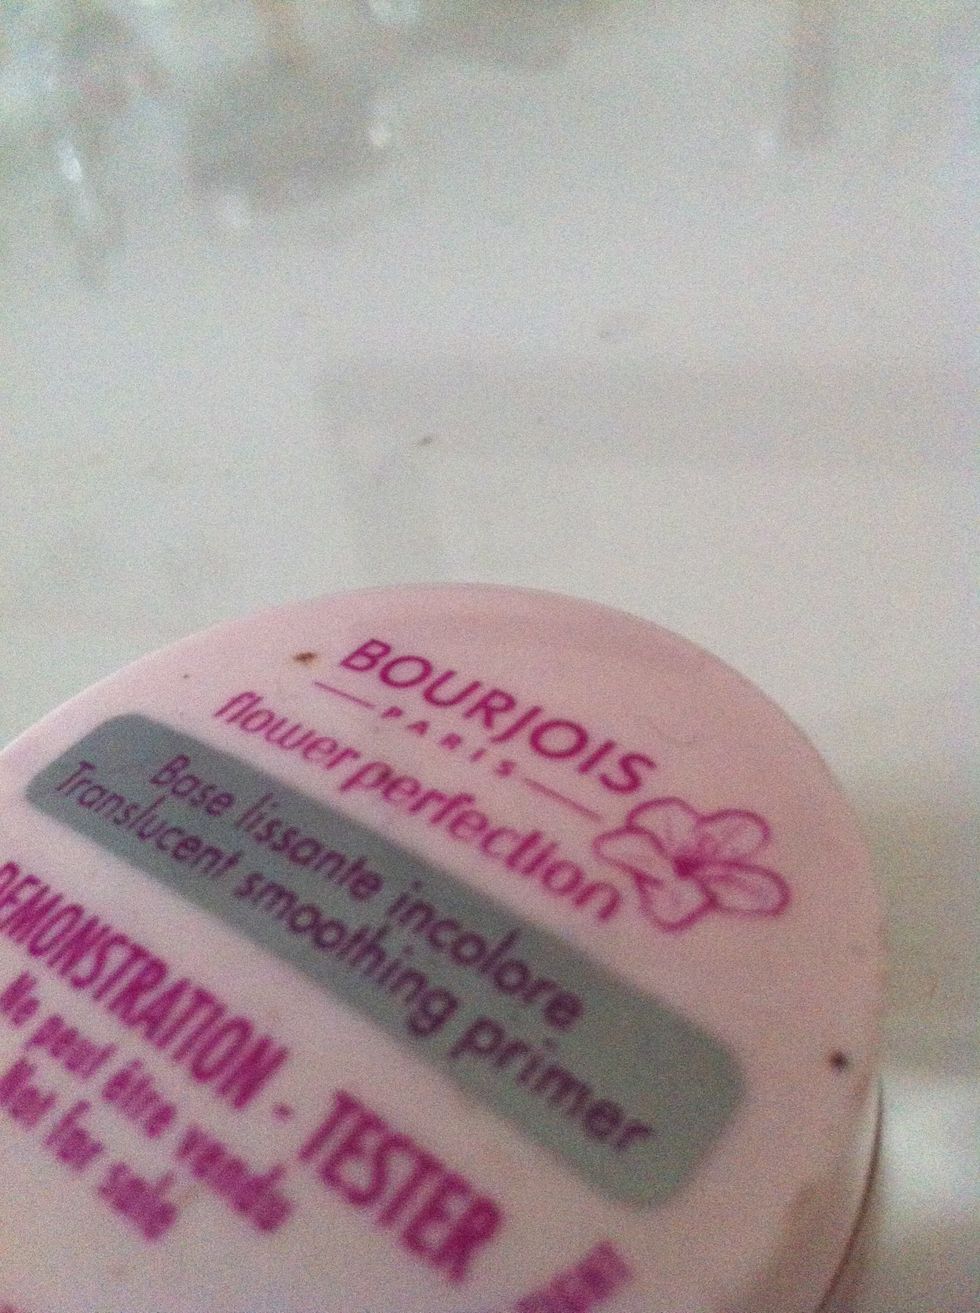 BOURJOIS
PARIS
flower perfection
Base lissante incolore
Translucent smoothing primer
DEMONSTRATION - TESTER
Ne peut être vendu
Not for sale